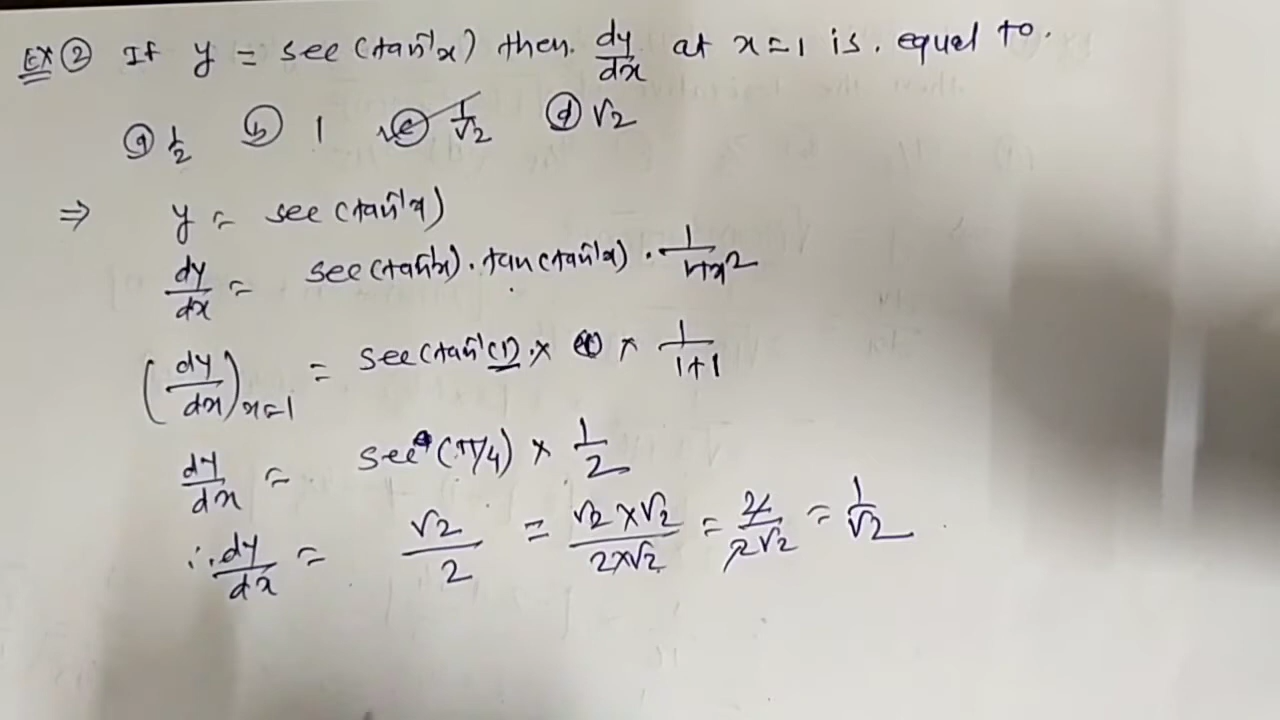 EX ② If y = sec (tan⁻¹x) then. dy/dx at x=1 is. equal to.
ⓐ 1/2 ⓑ 1 ✓ⓒ 1/√2 ⓓ √2
⇒ y = sec (tan⁻¹x)
dy/dx = sec(tan⁻¹x) . tan(tan⁻¹x) . 1/1+x²
(dy/dx)x=1 = sec(tan⁻¹(1)) . x (1) x 1/1+1
dy/dx = sec (π/4) x 1/2
∴ dy/dx = √2/2 = √2 x √2/2x√2 = 2/2√2 = 1/√2